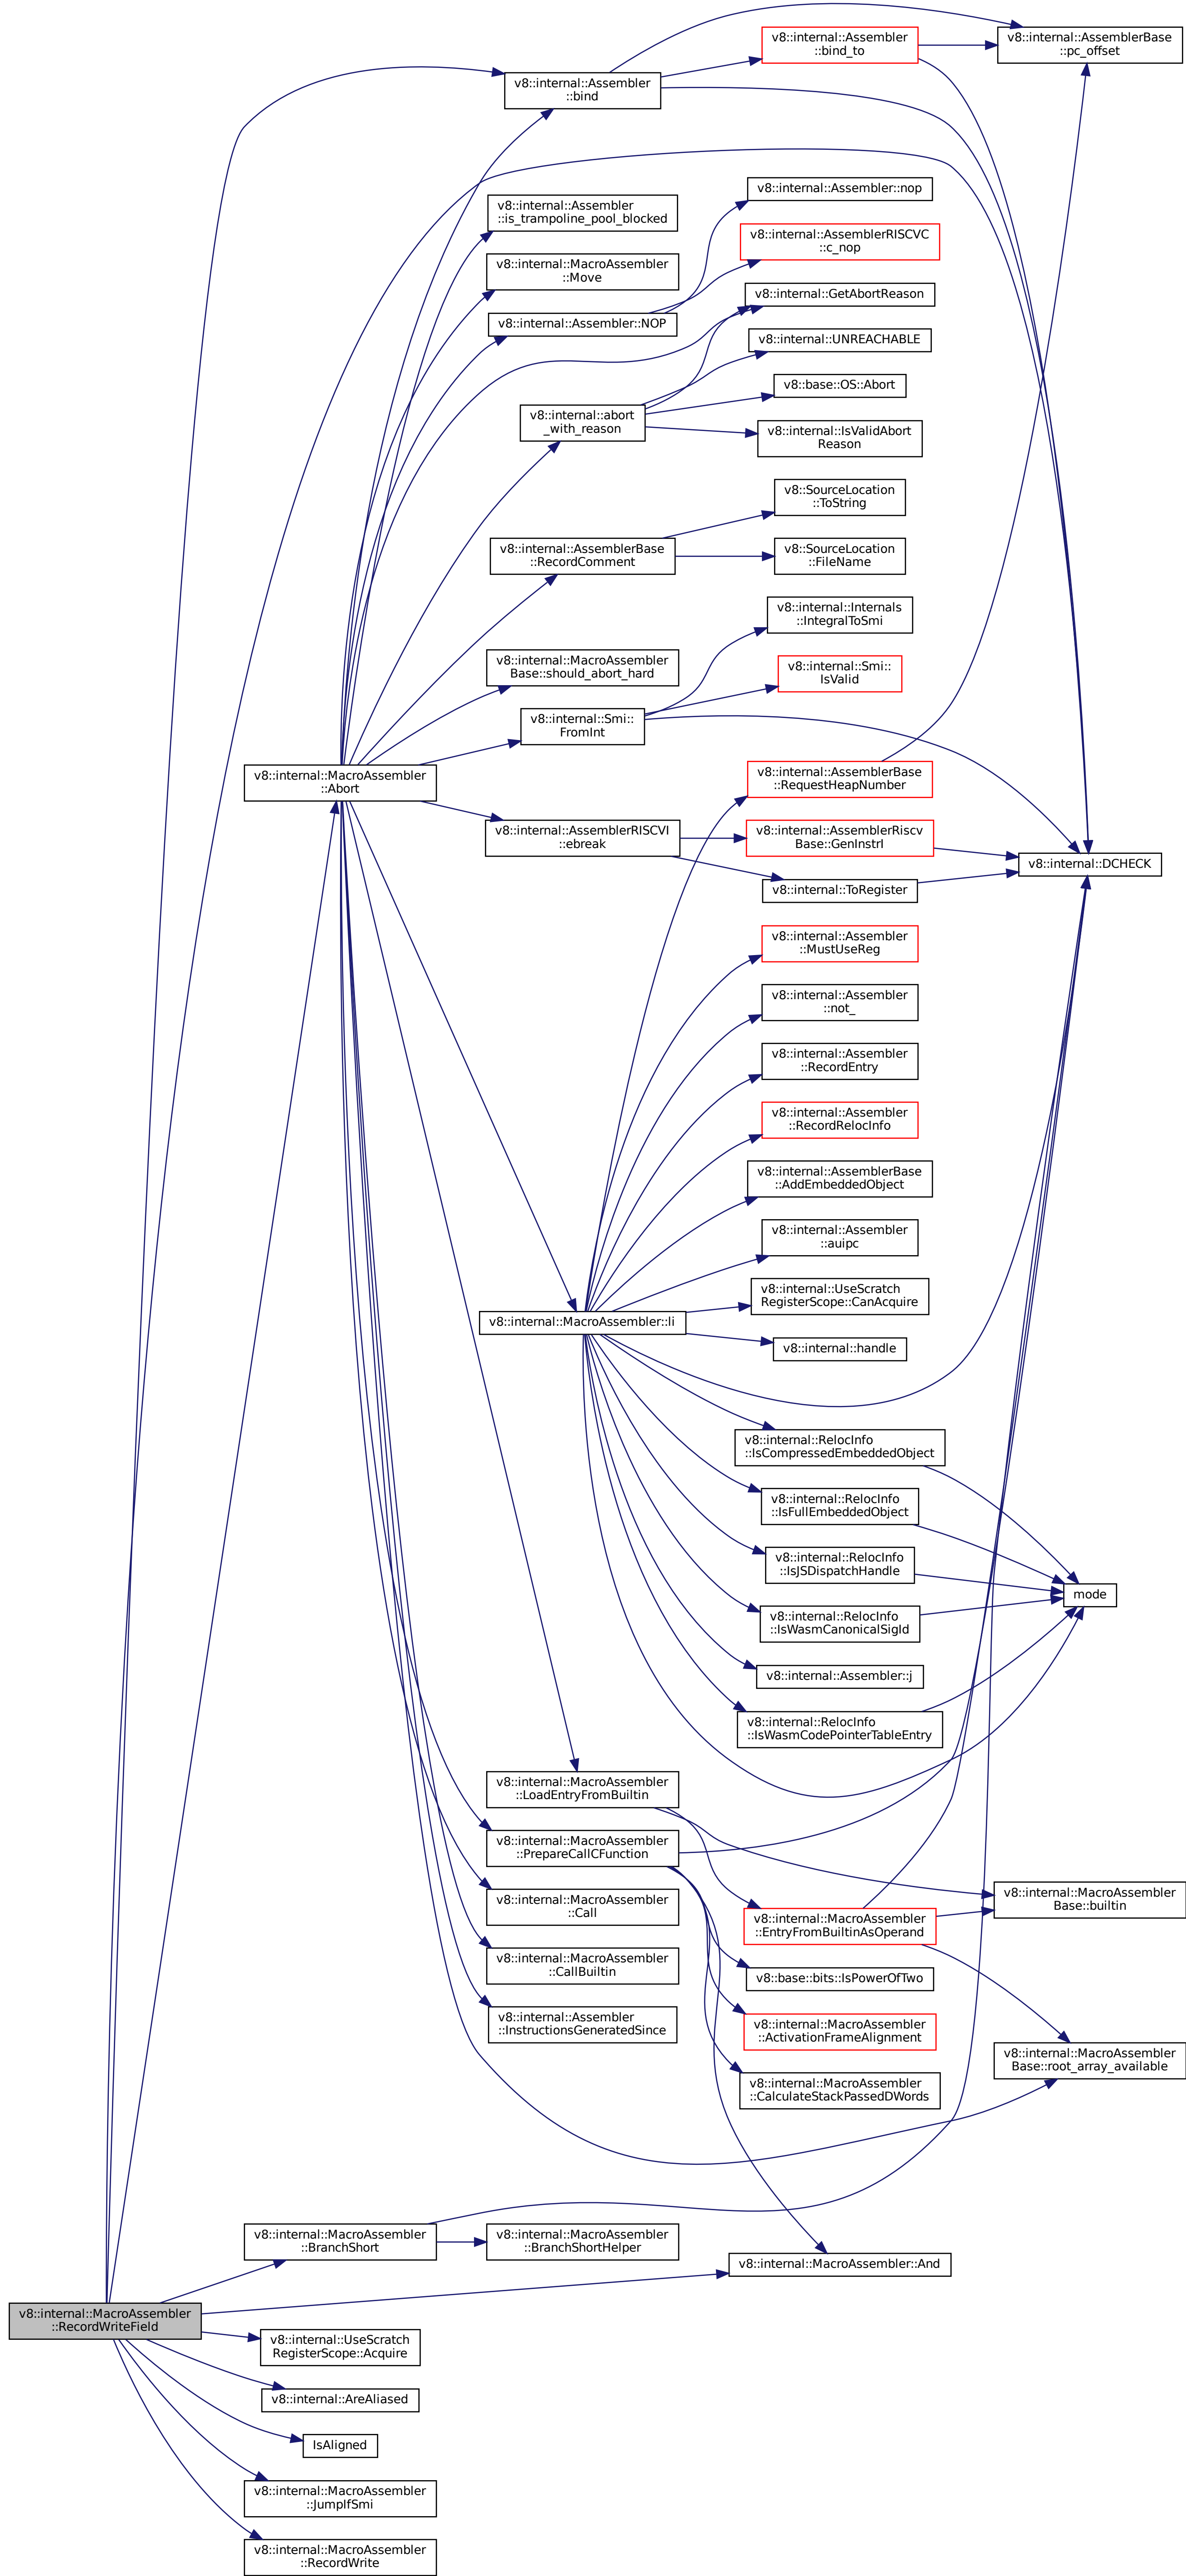 v8::internal::AssemblerBase
::pc_offset
v8::internal::Assembler
::bind_to
v8::internal::Assembler
::bind
v8::internal::Assembler::nop
v8::internal::Assembler
::is_trampoline_pool_blocked
v8::internal::AssemblerRISCVC
::c_nop
v8::internal::MacroAssembler
::Move
v8::internal::GetAbortReason
v8::internal::Assembler::NOP
v8::internal::UNREACHABLE
v8::base::OS::Abort
v8::internal::abort
_with_reason
v8::internal::IsValidAbort
Reason
v8::SourceLocation
::ToString
v8::internal::AssemblerBase
::RecordComment
v8::SourceLocation
::FileName
v8::internal::Internals
::IntegralToSmi
v8::internal::MacroAssembler
Base::should_abort_hard
v8::internal::Smi::
IsValid
v8::internal::Smi::
FromInt
v8::internal::MacroAssembler
::Abort
v8::internal::AssemblerBase
::RequestHeapNumber
v8::internal::AssemblerRISCVI
::ebreak
v8::internal::AssemblerRiscv
Base::GenInstrI
v8::internal::DCHECK
v8::internal::ToRegister
v8::internal::Assembler
::MustUseReg
v8::internal::Assembler
::not_
v8::internal::Assembler
::RecordEntry
v8::internal::Assembler
::RecordRelocInfo
v8::internal::AssemblerBase
::AddEmbeddedObject
v8::internal::Assembler
::auipc
v8::internal::UseScratch
RegisterScope::CanAcquire
v8::internal::MacroAssembler::li
v8::internal::handle
v8::internal::RelocInfo
::IsCompressedEmbeddedObject
v8::internal::RelocInfo
::IsFullEmbeddedObject
v8::internal::RelocInfo
::IsJSDispatchHandle
mode
v8::internal::RelocInfo
::IsWasmCanonicalSigId
v8::internal::Assembler::j
v8::internal::RelocInfo
::IsWasmCodePointerTableEntry
v8::internal::MacroAssembler
::LoadEntryFromBuiltin
v8::internal::MacroAssembler
::PrepareCallCFunction
v8::internal::MacroAssembler
::Call
v8::internal::MacroAssembler
Base::builtin
v8::internal::MacroAssembler
::EntryFromBuiltinAsOperand
v8::internal::MacroAssembler
::CallBuiltin
v8::base::bits::IsPowerOfTwo
v8::internal::Assembler
::InstructionsGeneratedSince
v8::internal::MacroAssembler
::ActivationFrameAlignment
v8::internal::MacroAssembler
Base::root_array_available
v8::internal::MacroAssembler
::CalculateStackPassedDWords
v8::internal::MacroAssembler
::BranchShort
v8::internal::MacroAssembler
::BranchShortHelper
v8::internal::MacroAssembler::And
v8::internal::MacroAssembler
::RecordWriteField
v8::internal::UseScratch
RegisterScope::Acquire
v8::internal::AreAliased
IsAligned
v8::internal::MacroAssembler
::JumpIfSmi
v8::internal::MacroAssembler
::RecordWrite